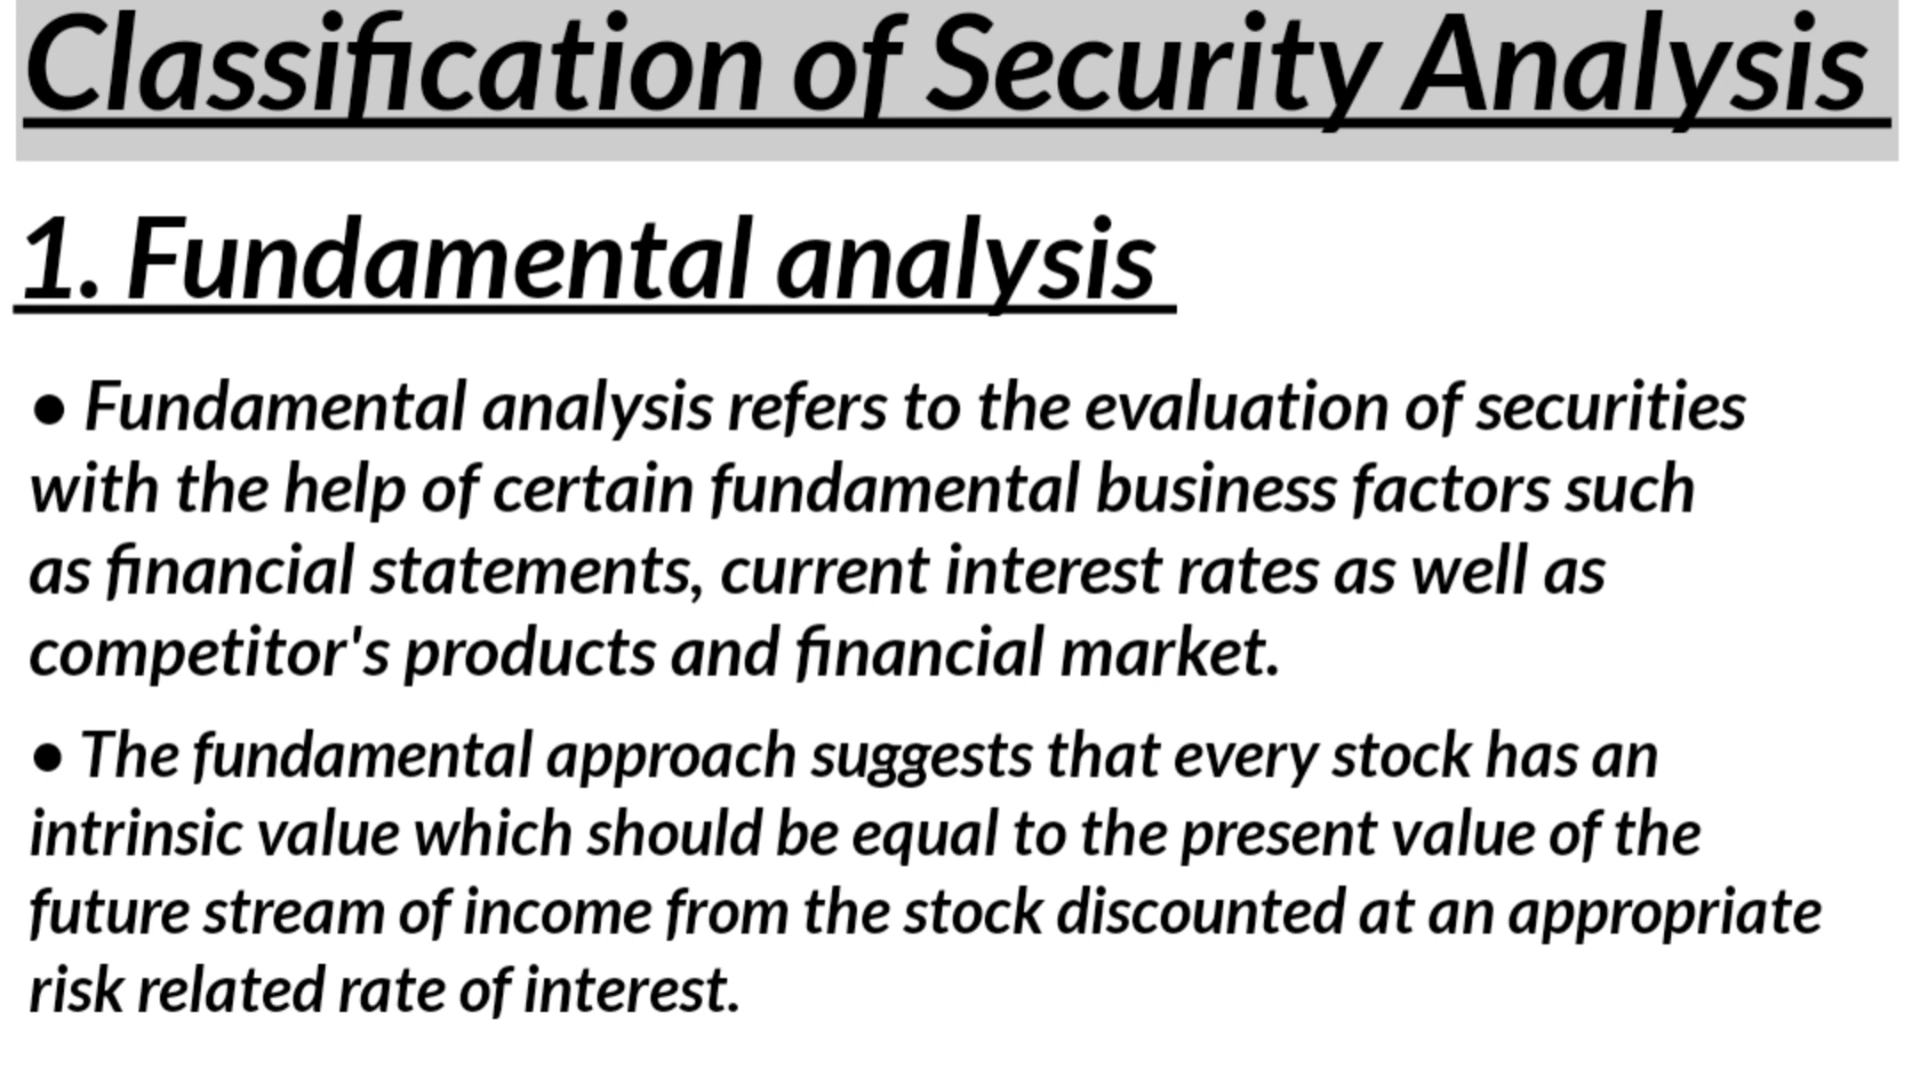 Classification of Security Analysis
1. Fundamental analysis
● Fundamental analysis refers to the evaluation of securities
with the help of certain fundamental business factors such
as financial statements, current interest rates as well as
competitor's products and financial market.
● The fundamental approach suggests that every stock has an
intrinsic value which should be equal to the present value of the
future stream of income from the stock discounted at an appropriate
risk related rate of interest.